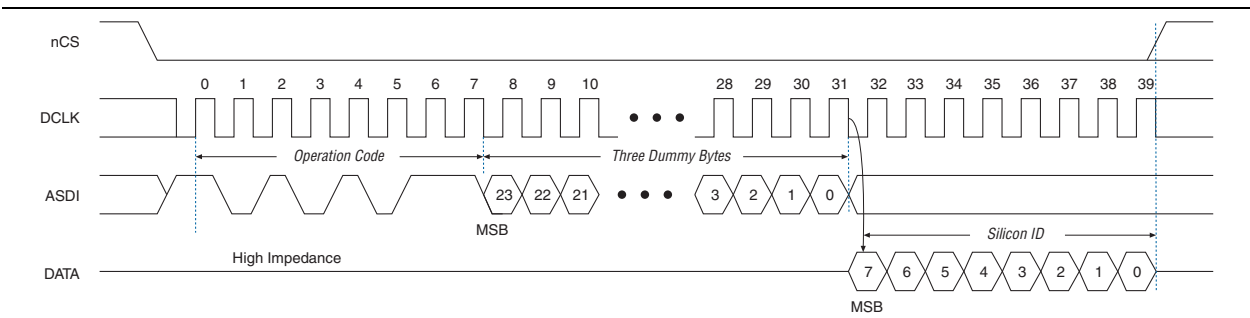 nCS
0 1 2 3 4 5 6 7 8 9 10 28 29 30 31 32 33 34 35 36 37 38 39
DCLK
Operation Code Three Dummy Bytes
ASDI 23 22 21 3 2 1 0
MSB Silicon ID
High Impedance
DATA 7 6 5 4 3 2 1 0
MSB